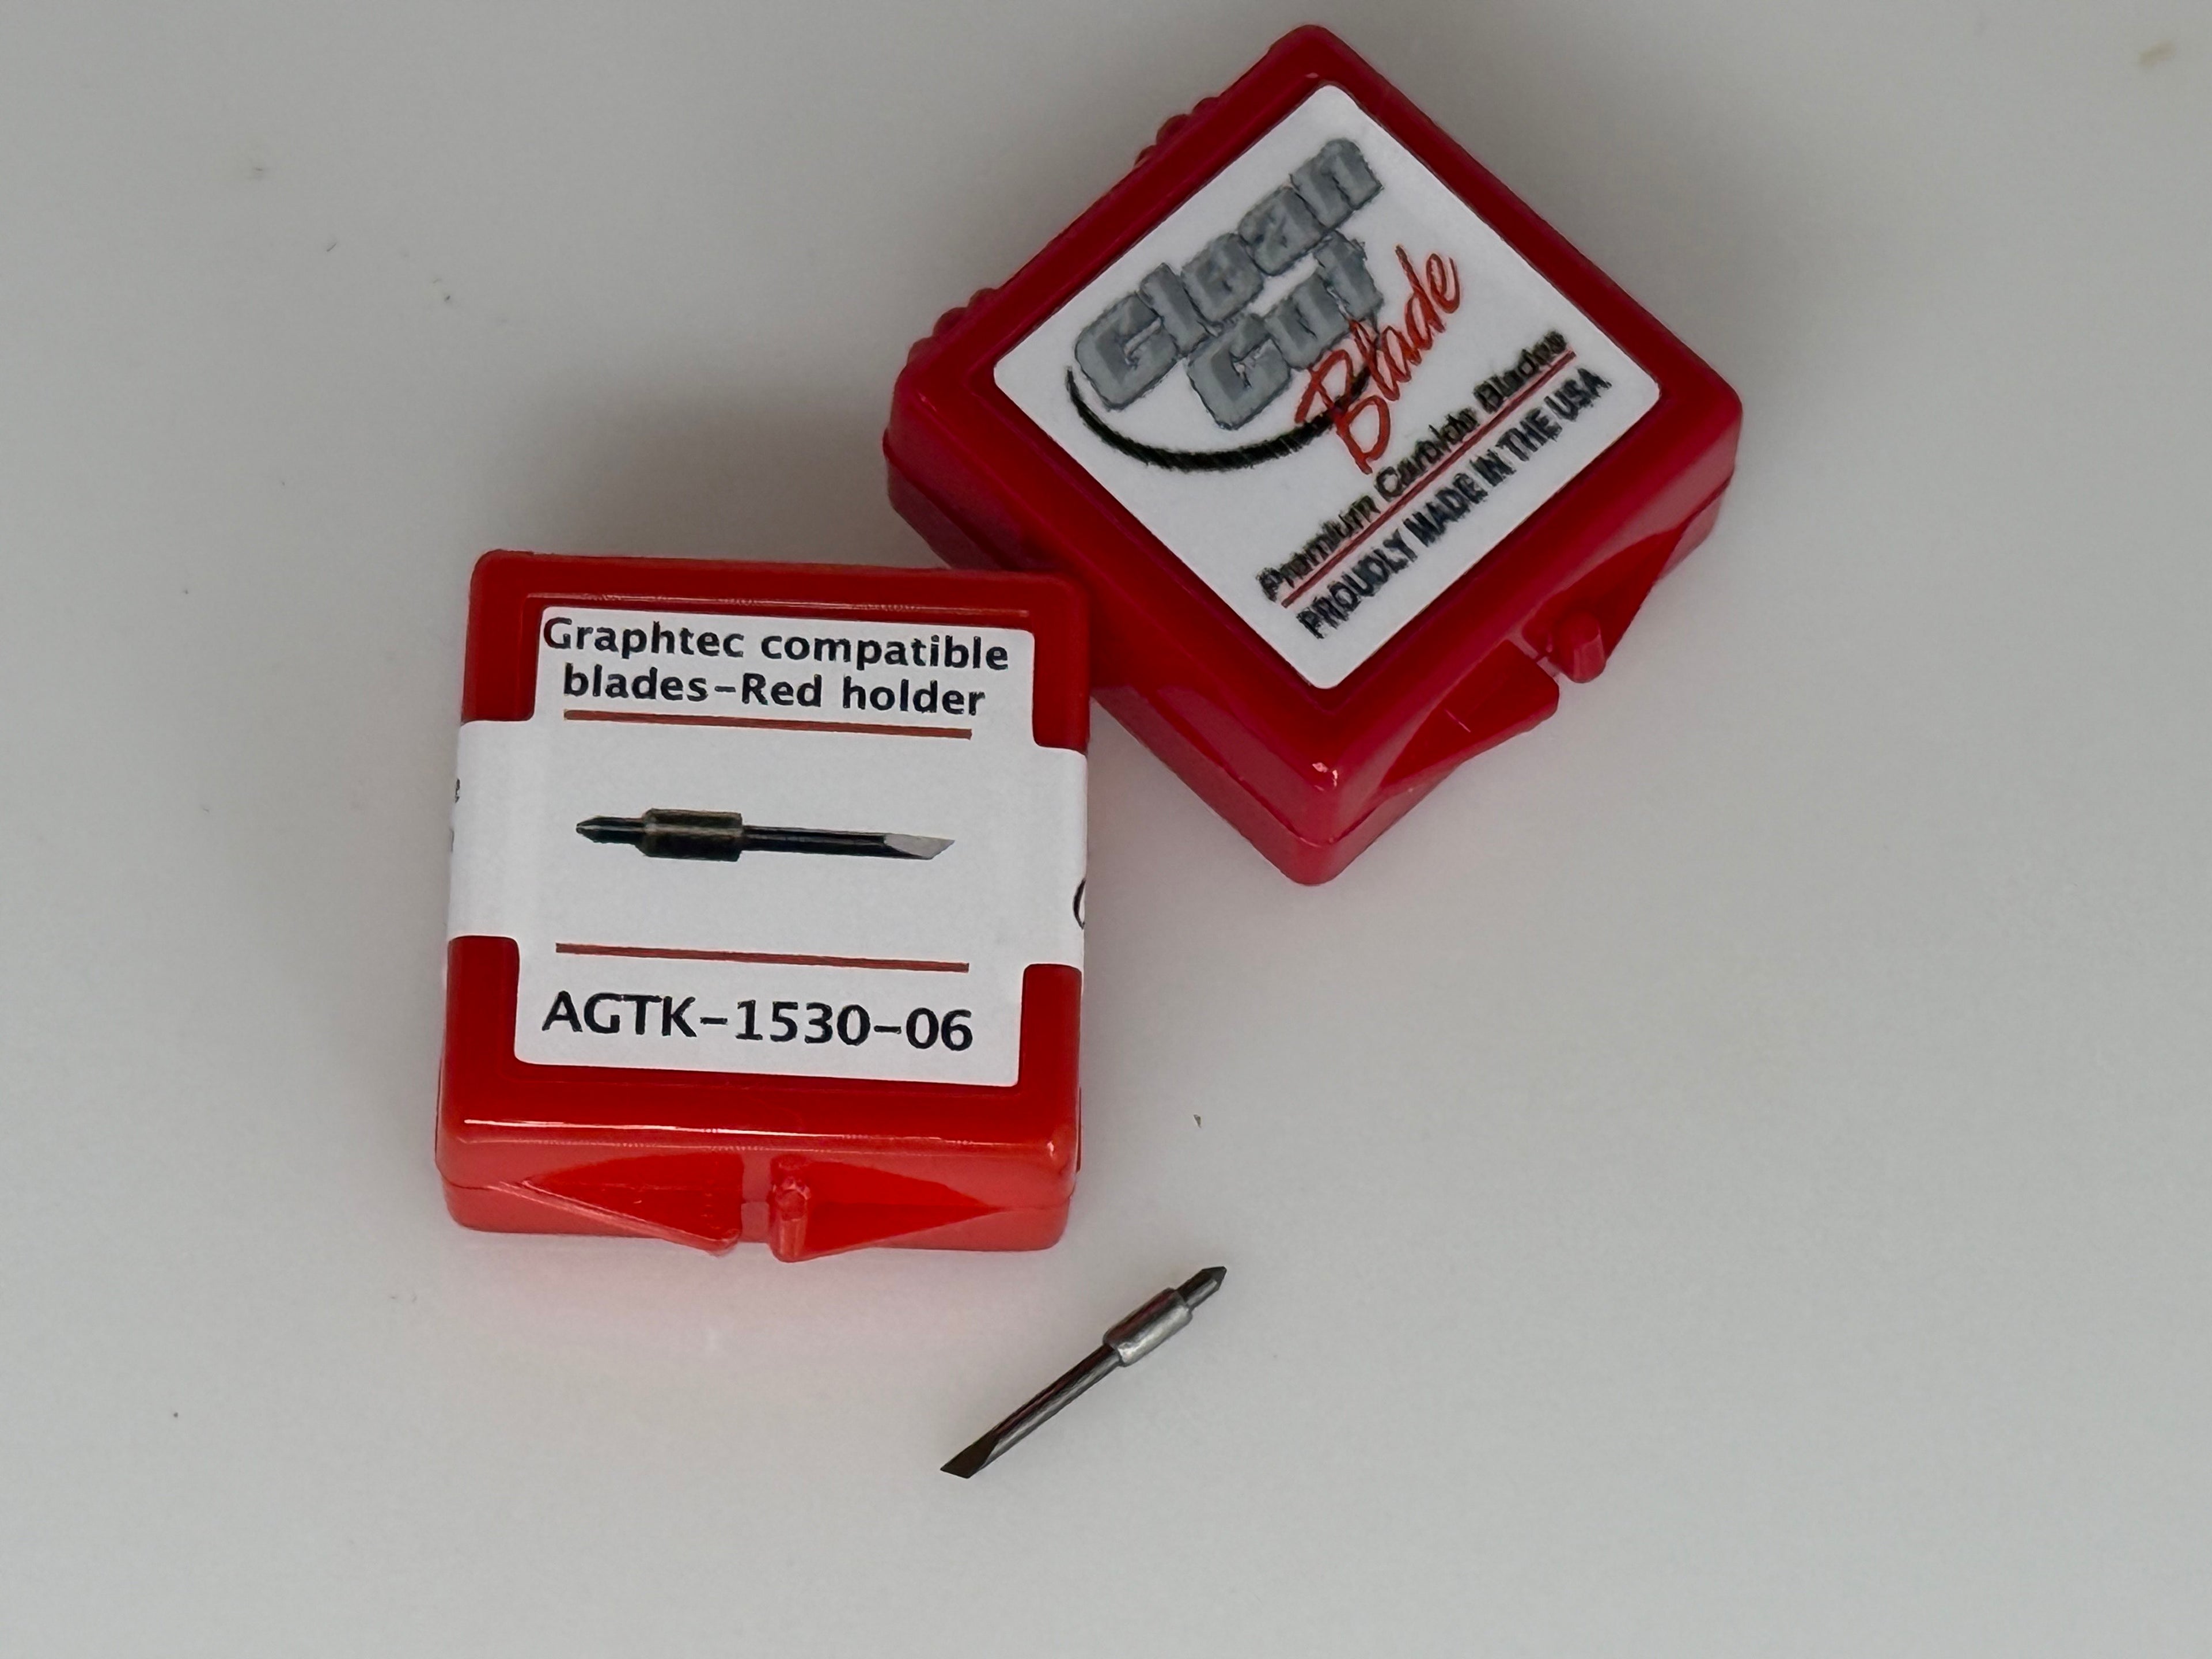 Clean
Cut
Blade
Premium Carbide Blades
PROUDLY MADE IN THE USA
Graphtec compatible
blades-Red holder
AGTK-1530-06